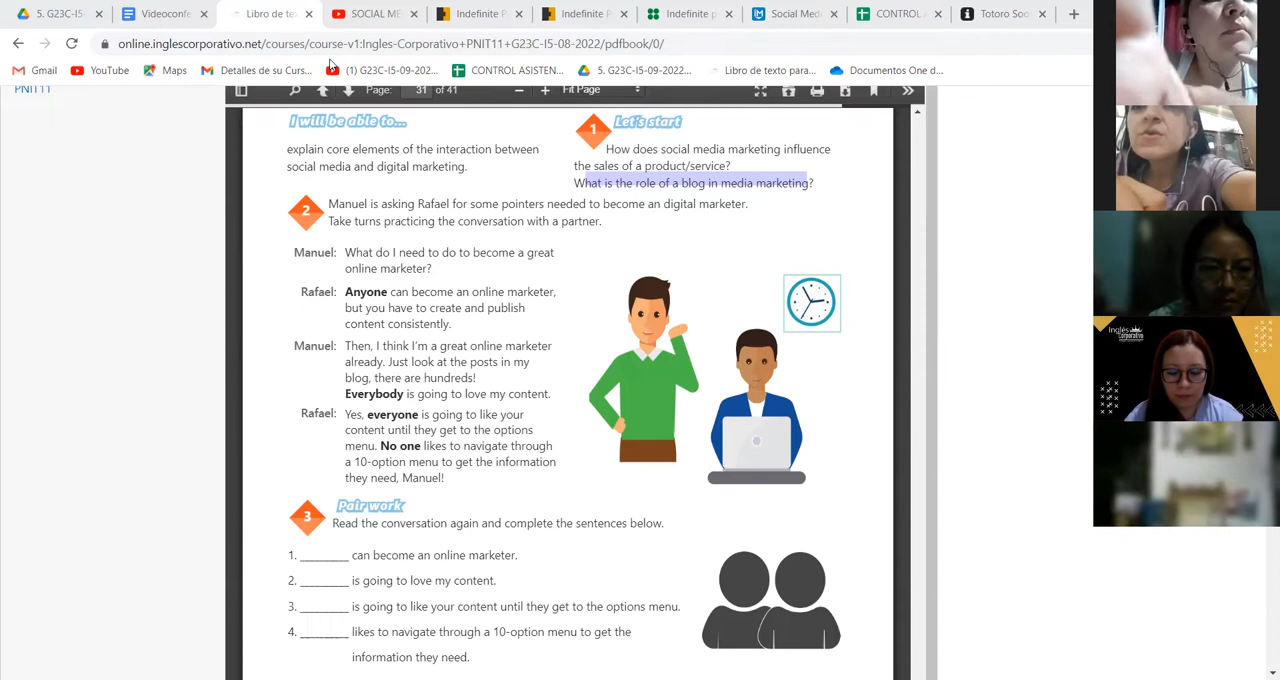 5. G23C-I5-
Videoconfe
Libro de te
SOCIAL ME
Indefinite P
Indefinite P
Indefinite p
Social Med
CONTROL A
Totoro Soo
online.inglescorporativo.net/courses/course-v1:Ingles-Corporativo+PNIT11+G23C-I5-08-2022/pdfbook/0/
Gmail
YouTube
Maps
Detalles de su Curs...
(1) G23C-I5-09-202...
CONTROL ASISTEN...
5. G23C-I5-09-2022...
Libro de texto para...
Documentos One d...
PNIT11
Page: 31 of 41
Fit Page
I will be able to...
explain core elements of the interaction between
social media and digital marketing.
1 Let's start
How does social media marketing influence
the sales of a product/service?
What is the role of a blog in media marketing?
2 Manuel is asking Rafael for some pointers needed to become an digital marketer.
Take turns practicing the conversation with a partner.
Manuel: What do I need to do to become a great
online marketer?
Rafael: Anyone can become an online marketer,
but you have to create and publish
content consistently.
Manuel: Then, I think I'm a great online marketer
already. Just look at the posts in my
blog, there are hundreds!
Everybody is going to love my content.
Rafael: Yes, everyone is going to like your
content until they get to the options
menu. No one likes to navigate through
a 10-option menu to get the information
they need, Manuel!
3 Pair work
Read the conversation again and complete the sentences below.
1. ________ can become an online marketer.
2. ________ is going to love my content.
3. ________ is going to like your content until they get to the options menu.
4. ________ likes to navigate through a 10-option menu to get the
information they need.
Inglés
Corporativo